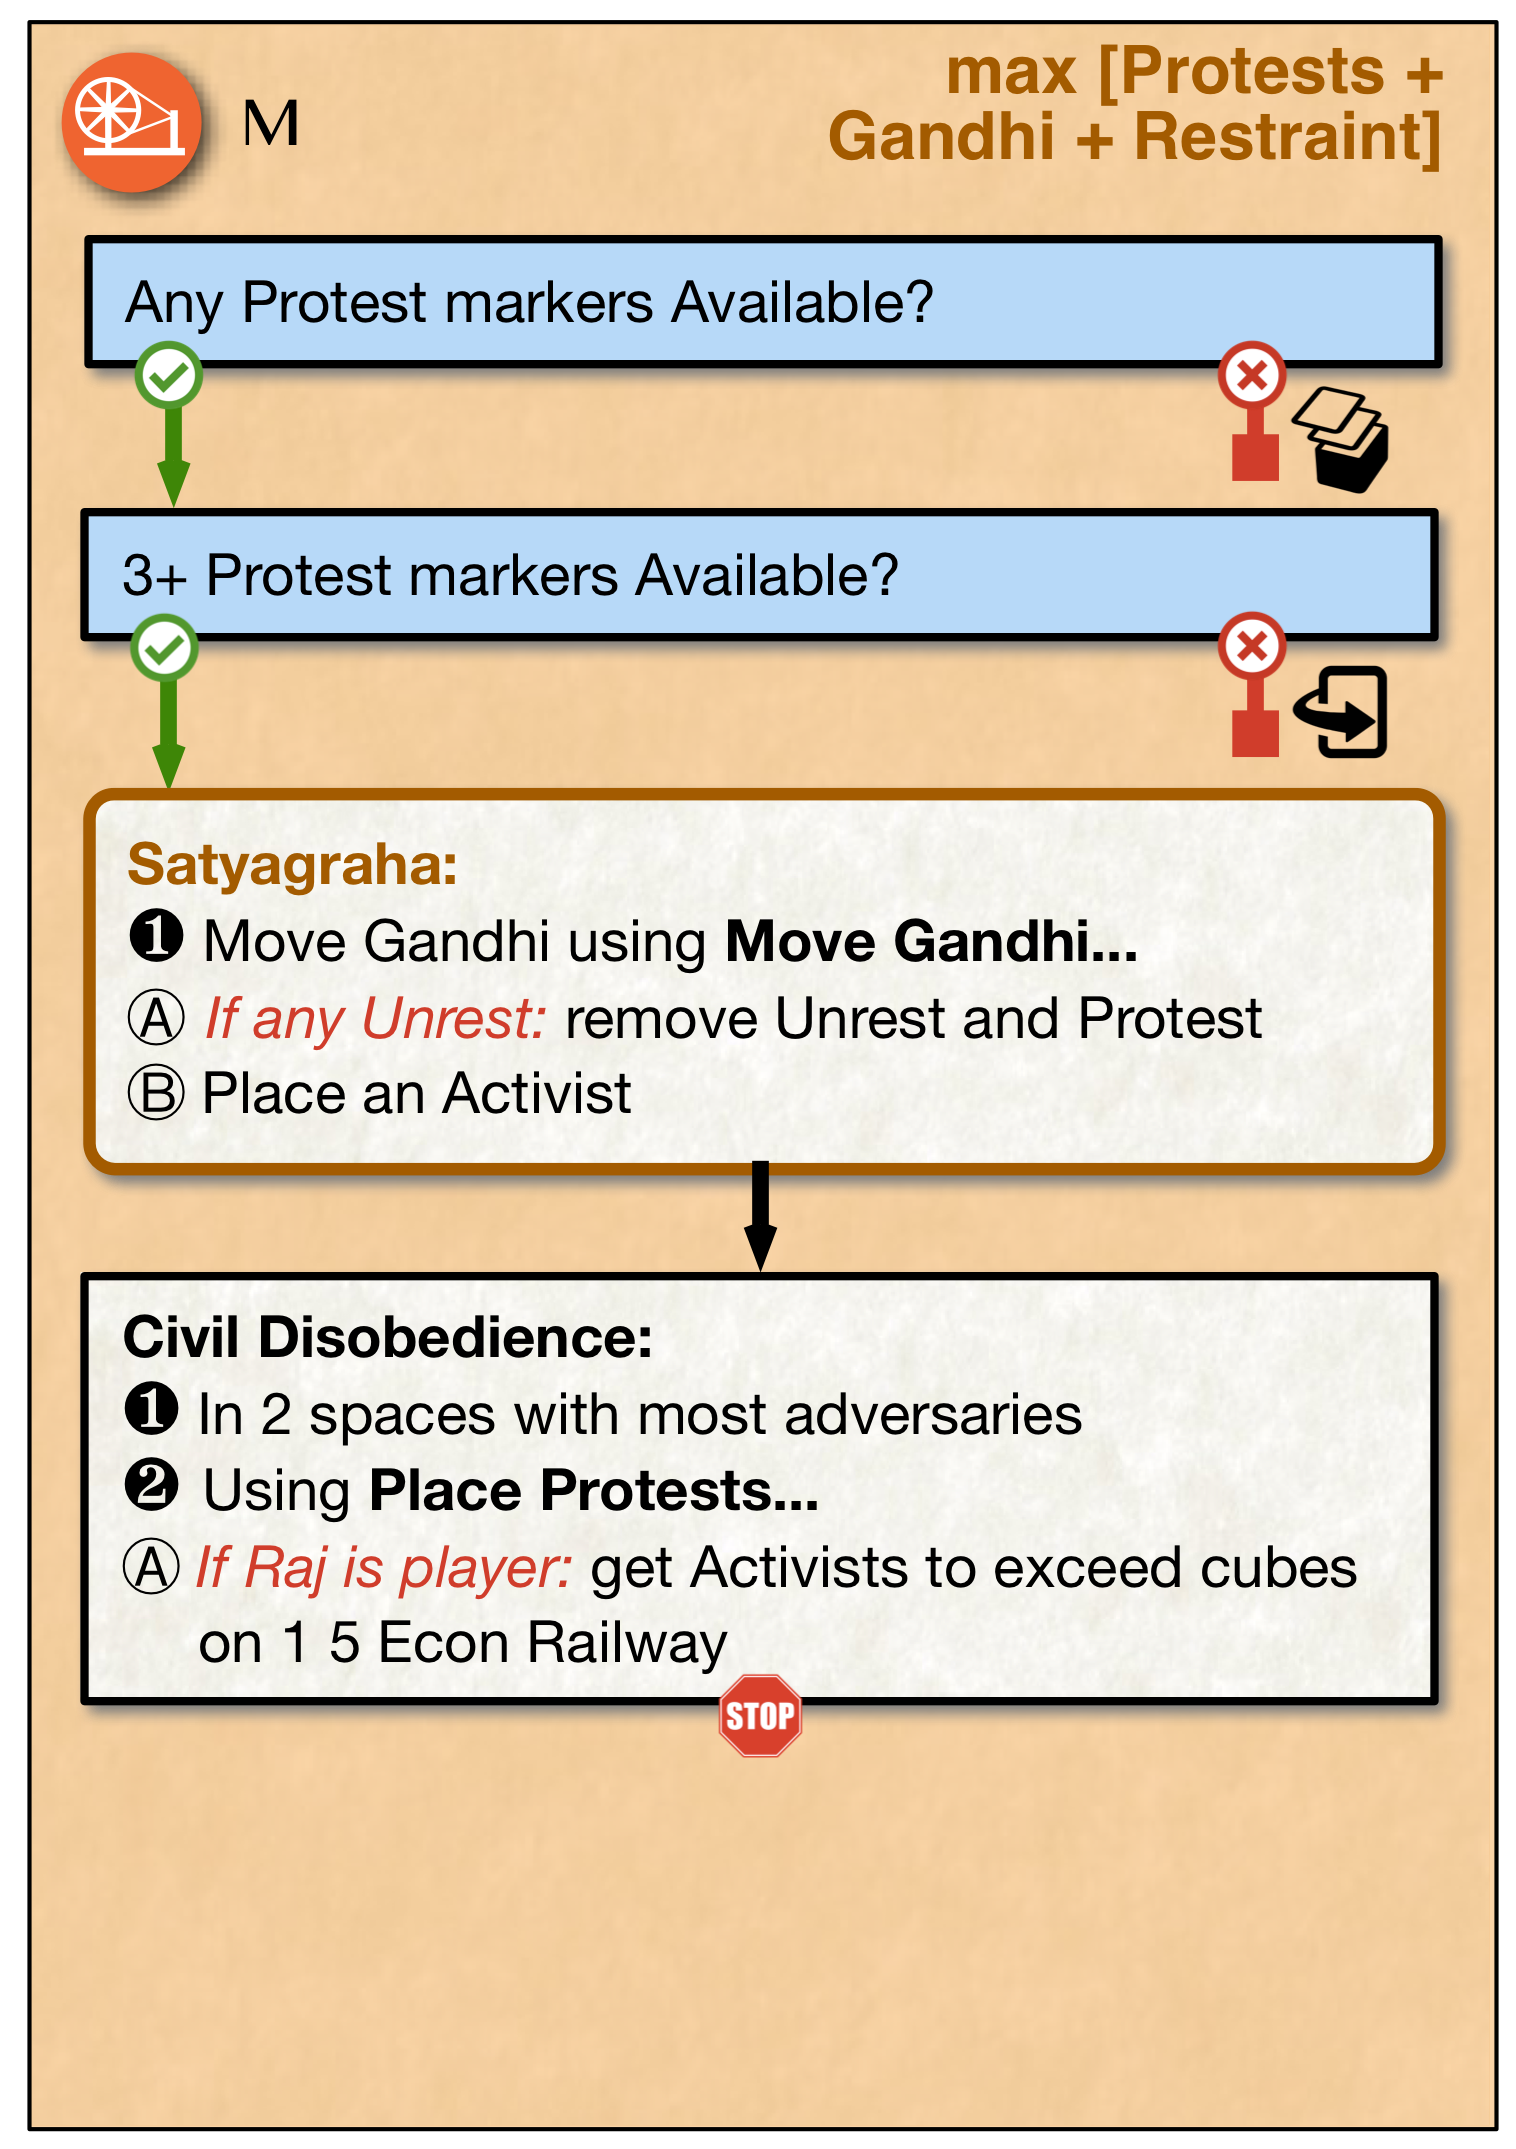 M
max [Protests +
Gandhi + Restraint]
Any Protest markers Available?
3+ Protest markers Available?
Satyagraha:
❶ Move Gandhi using Move Gandhi...
Ⓐ If any Unrest: remove Unrest and Protest
Ⓑ Place an Activist
Civil Disobedience:
❶ In 2 spaces with most adversaries
❷ Using Place Protests...
Ⓐ If Raj is player: get Activists to exceed cubes
on 1 5 Econ Railway
STOP